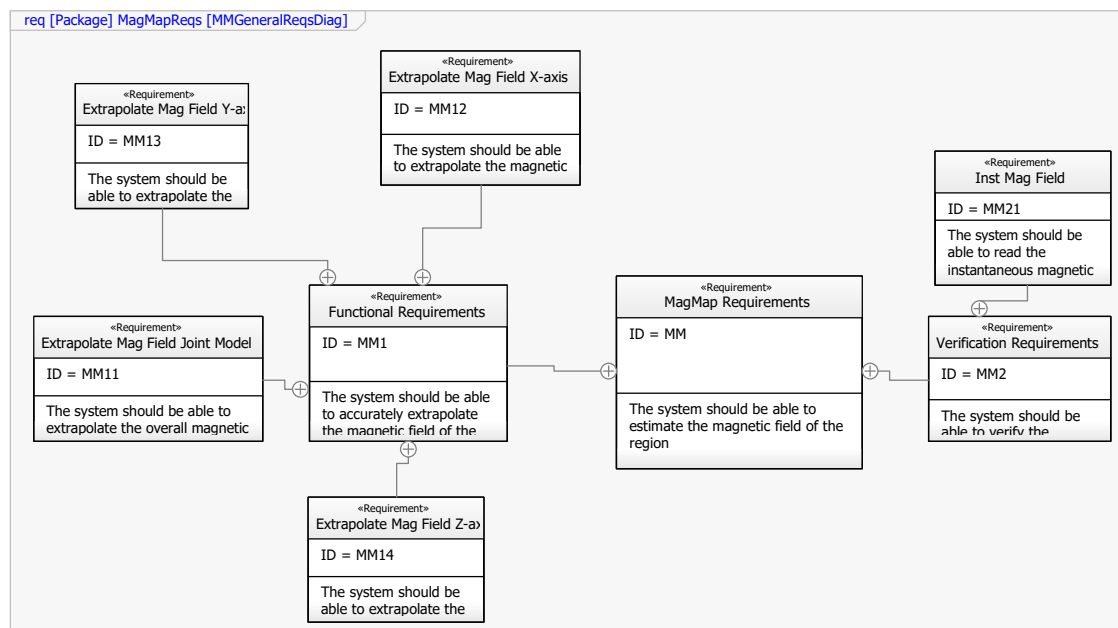 req [Package] MagMapReqs [MMGeneralReqsDiag]
«Requirement»
Extrapolate Mag Field X-axis
ID = MM12
The system should be able
to extrapolate the magnetic
«Requirement»
Extrapolate Mag Field Y-a
ID = MM13
The system should be
able to extrapolate the
«Requirement»
Inst Mag Field
ID = MM21
The system should be
able to read the
instantaneous magnetic
«Requirement»
Functional Requirements
ID = MM1
The system should be able
to accurately extrapolate
the magnetic field of the
«Requirement»
MagMap Requirements
ID = MM
The system should be able to
estimate the magnetic field of the
region
«Requirement»
Extrapolate Mag Field Joint Model
ID = MM11
The system should be able to
extrapolate the overall magnetic
«Requirement»
Verification Requirements
ID = MM2
The system should be
able to verify the
«Requirement»
Extrapolate Mag Field Z-a
ID = MM14
The system should be
able to extrapolate the